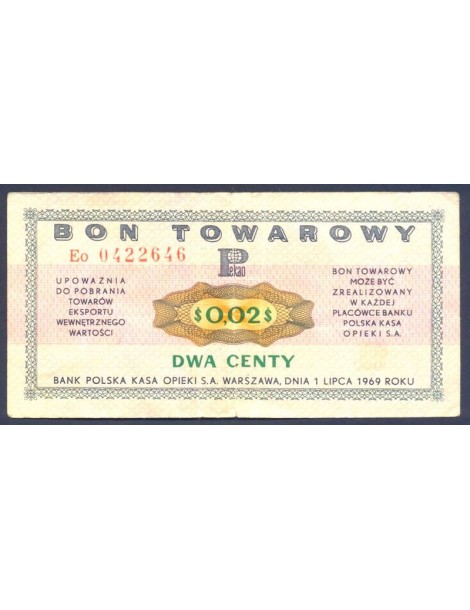 BON TOWAROWY
Eo 0422646
Pekao
UPOWAŻNIA
DO POBRANIA
TOWARÓW
EKSPORTU
WEWNĘTRZNEGO
WARTOŚCI
$ 0,02 $
BON TOWAROWY
MOŻE BYĆ
ZREALIZOWANY
W KAŻDEJ
PLACÓWCE BANKU
POLSKA KASA
OPIEKI S.A.
DWA CENTY
BANK POLSKA KASA OPIEKI S.A. WARSZAWA, DNIA 1 LIPCA 1969 ROKU